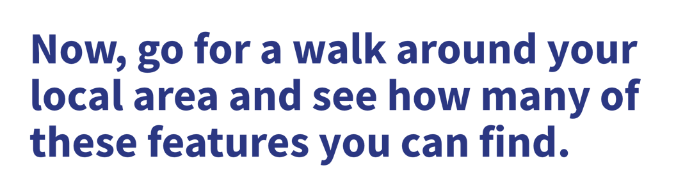 Now, go for a walk around your
local area and see how many of
these features you can find.